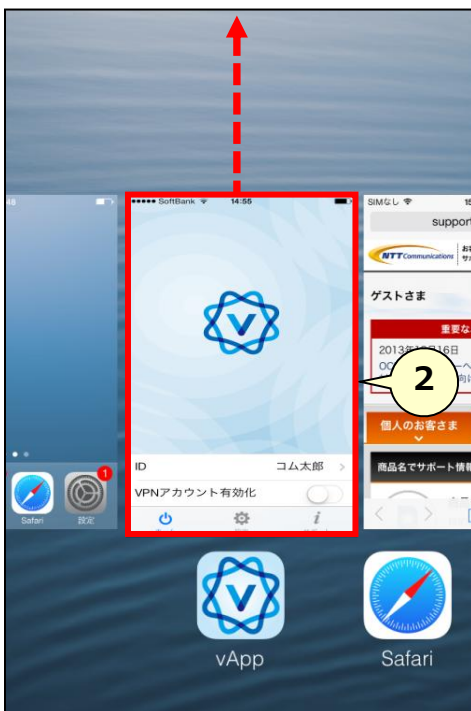 48
Safari
設定
1
●●●●● SoftBank
14:55
ID
コム太郎
VPNアカウント有効化
SIMなし
support
NTT Communications
ゲストさま
重要な
2013年
個人のお客さま
商品名でサポート情報
2
vApp
Safari